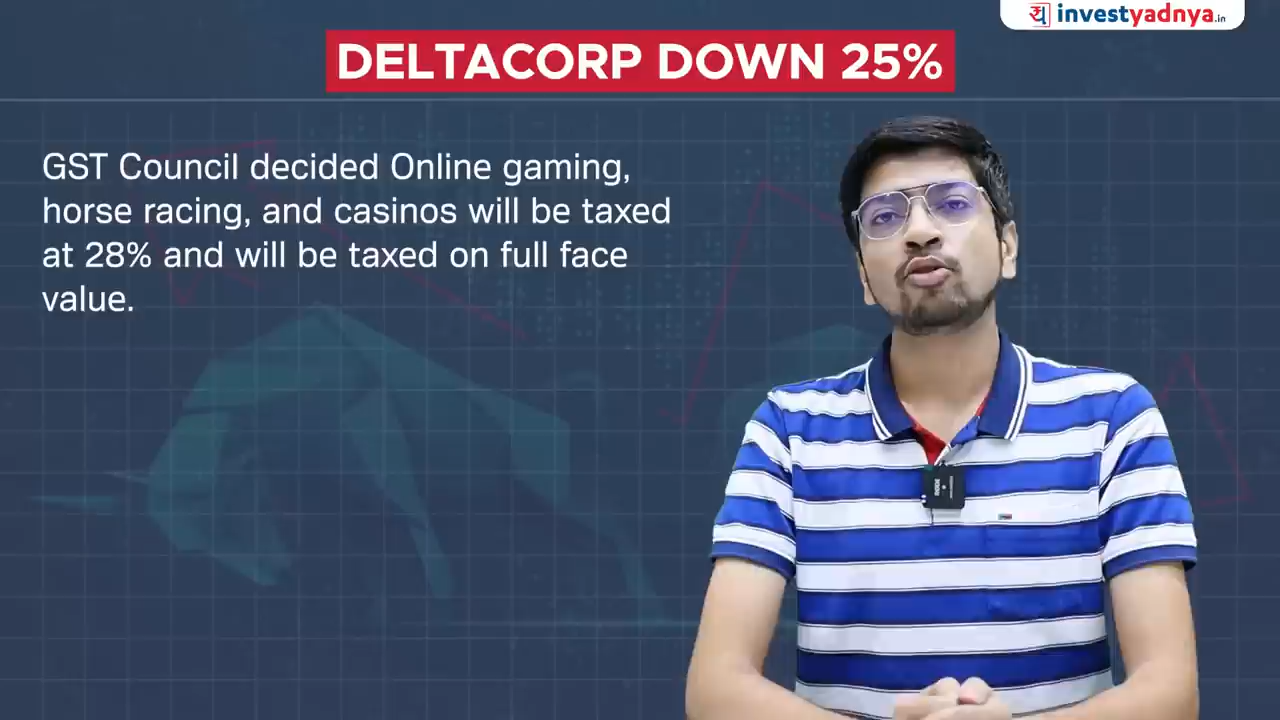 र investyadnya.in
DELTACORP DOWN 25%
GST Council decided Online gaming,
horse racing, and casinos will be taxed
at 28% and will be taxed on full face
value.